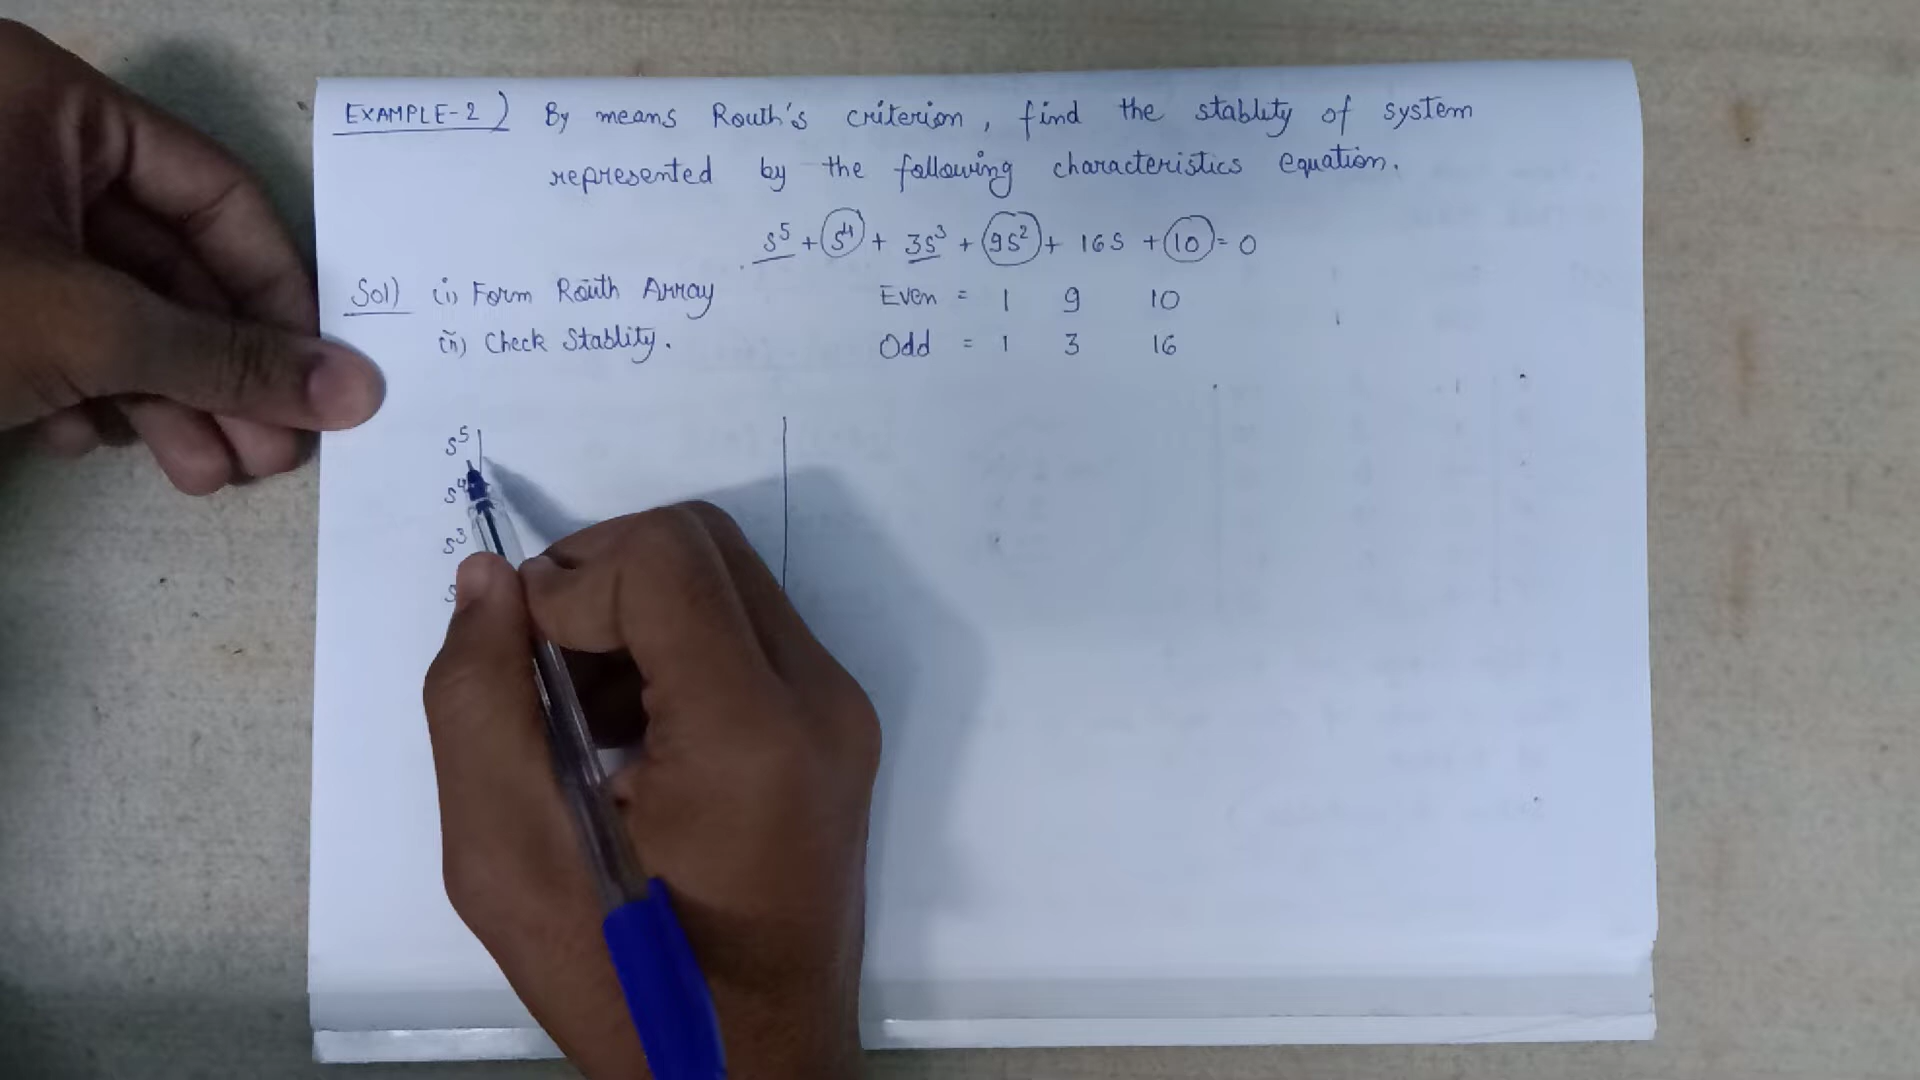 EXAMPLE-2) By means Routh's criterion, find the stablity of system
represented by the following characteristics equation.
s⁵ + s⁴ + 3s³ + 9s² + 16s + 10 = 0
Sol) (i) Form Routh Array
(ii) Check Stablity.
Even = 1 9 10
Odd = 1 3 16
s⁵
s⁴
s³